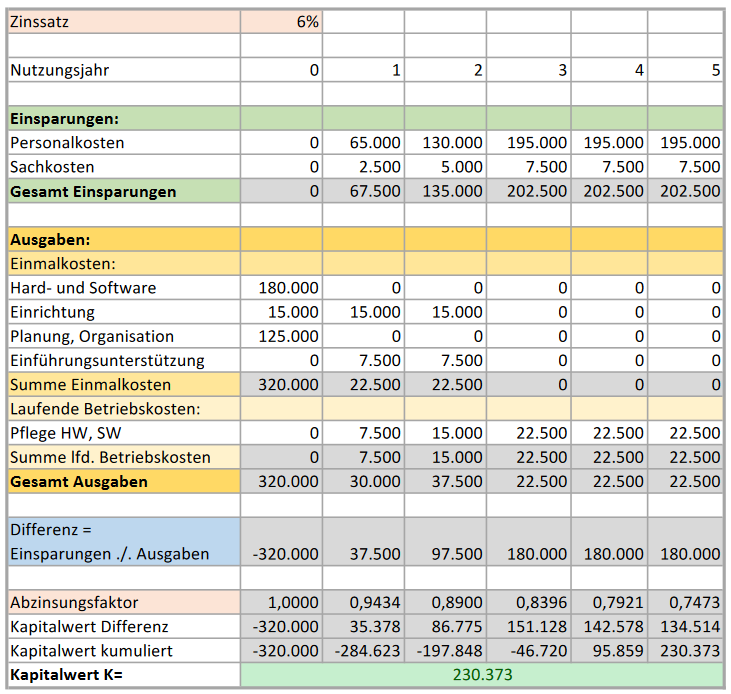 Zinssatz 6%
Nutzungsjahr 0 1 2 3 4 5
Einsparungen:
Personalkosten 0 65.000 130.000 195.000 195.000 195.000
Sachkosten 0 2.500 5.000 7.500 7.500 7.500
Gesamt Einsparungen 0 67.500 135.000 202.500 202.500 202.500
Ausgaben:
Einmalkosten:
Hard- und Software 180.000 0 0 0 0 0
Einrichtung 15.000 15.000 15.000 0 0 0
Planung, Organisation 125.000 0 0 0 0 0
Einführungsunterstützung 0 7.500 7.500 0 0 0
Summe Einmalkosten 320.000 22.500 22.500 0 0 0
Laufende Betriebskosten:
Pflege HW, SW 0 7.500 15.000 22.500 22.500 22.500
Summe lfd. Betriebskosten 0 7.500 15.000 22.500 22.500 22.500
Gesamt Ausgaben 320.000 30.000 37.500 22.500 22.500 22.500
Differenz =
Einsparungen ./. Ausgaben -320.000 37.500 97.500 180.000 180.000 180.000
Abzinsungsfaktor 1,0000 0,9434 0,8900 0,8396 0,7921 0,7473
Kapitalwert Differenz -320.000 35.378 86.775 151.128 142.578 134.514
Kapitalwert kumuliert -320.000 -284.623 -197.848 -46.720 95.859 230.373
Kapitalwert K= 230.373